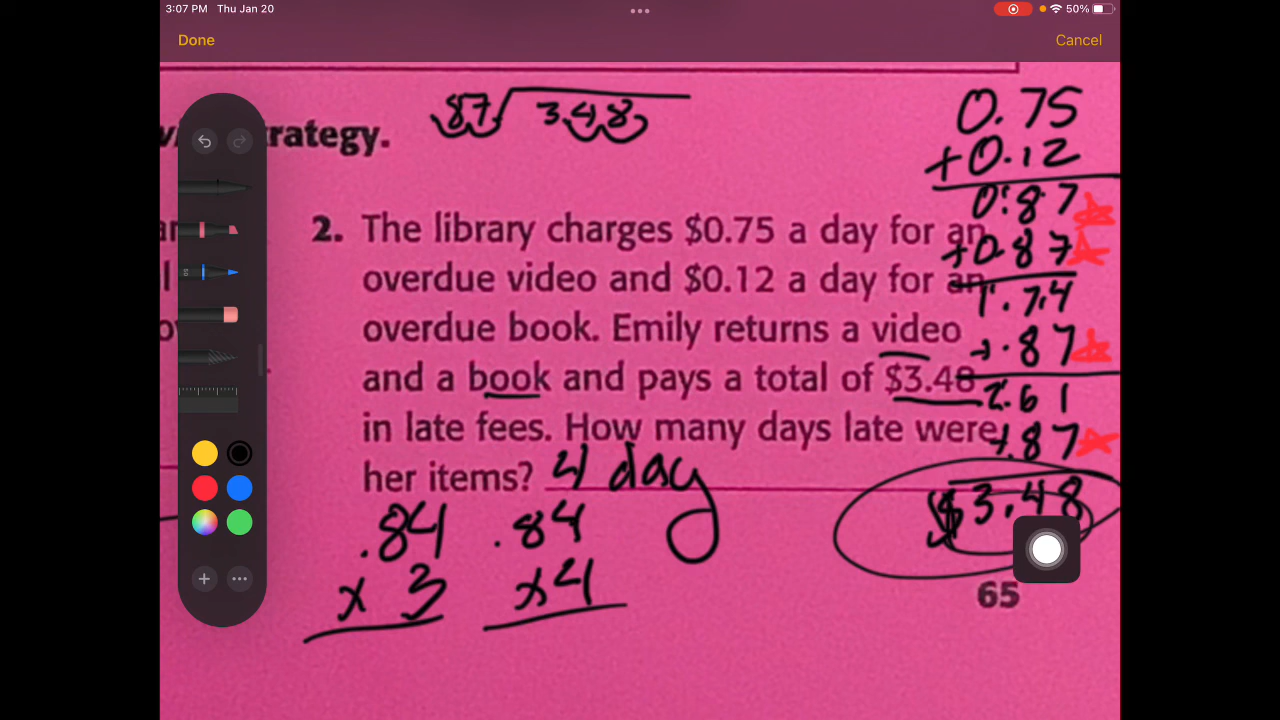 3:07 PM Thu Jan 20
50%
Done
Cancel
rategy.
87 3.48
0.75
+0.12
0.87
+0.87
1.74
+.87
2.61
+.87
$3.48
2. The library charges $0.75 a day for an
overdue video and $0.12 a day for an
overdue book. Emily returns a video
and a book and pays a total of $3.48
in late fees. How many days late were
her items? 4 day
.84
x 3
.84
x4
65